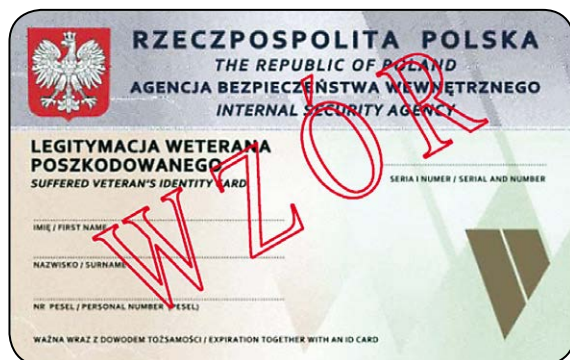 RZECZPOSPOLITA POLSKA
THE REPUBLIC OF POLAND
AGENCJA BEZPIECZEŃSTWA WEWNĘTRZNEGO
INTERNAL SECURITY AGENCY
LEGITYMACJA WETERANA
POSZKODOWANEGO
SUFFERED VETERAN'S IDENTITY CARD
SERIA I NUMER / SERIAL AND NUMBER
IMIĘ / FIRST NAME
NAZWISKO / SURNAME
NR PESEL / PERSONAL NUMBER (PESEL)
WAŻNA WRAZ Z DOWODEM TOŻSAMOŚCI / EXPIRATION TOGETHER WITH AN ID CARD
WZÓR